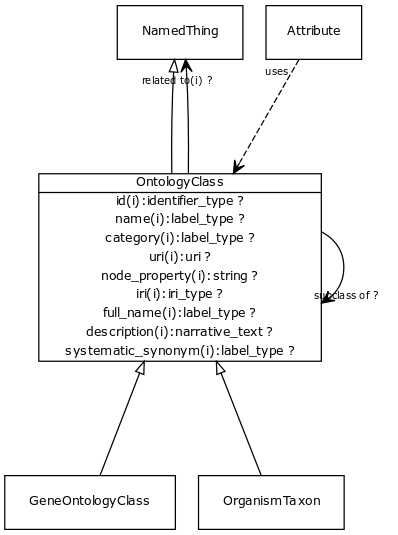 NamedThing
Attribute
related to(i) ?
uses
OntologyClass
id(i):identifier_type ?
name(i):label_type ?
category(i):label_type ?
uri(i):uri ?
node_property(i):string ?
iri(i):iri_type ?
full_name(i):label_type ?
description(i):narrative_text ?
systematic_synonym(i):label_type ?
subclass of ?
GeneOntologyClass
OrganismTaxon